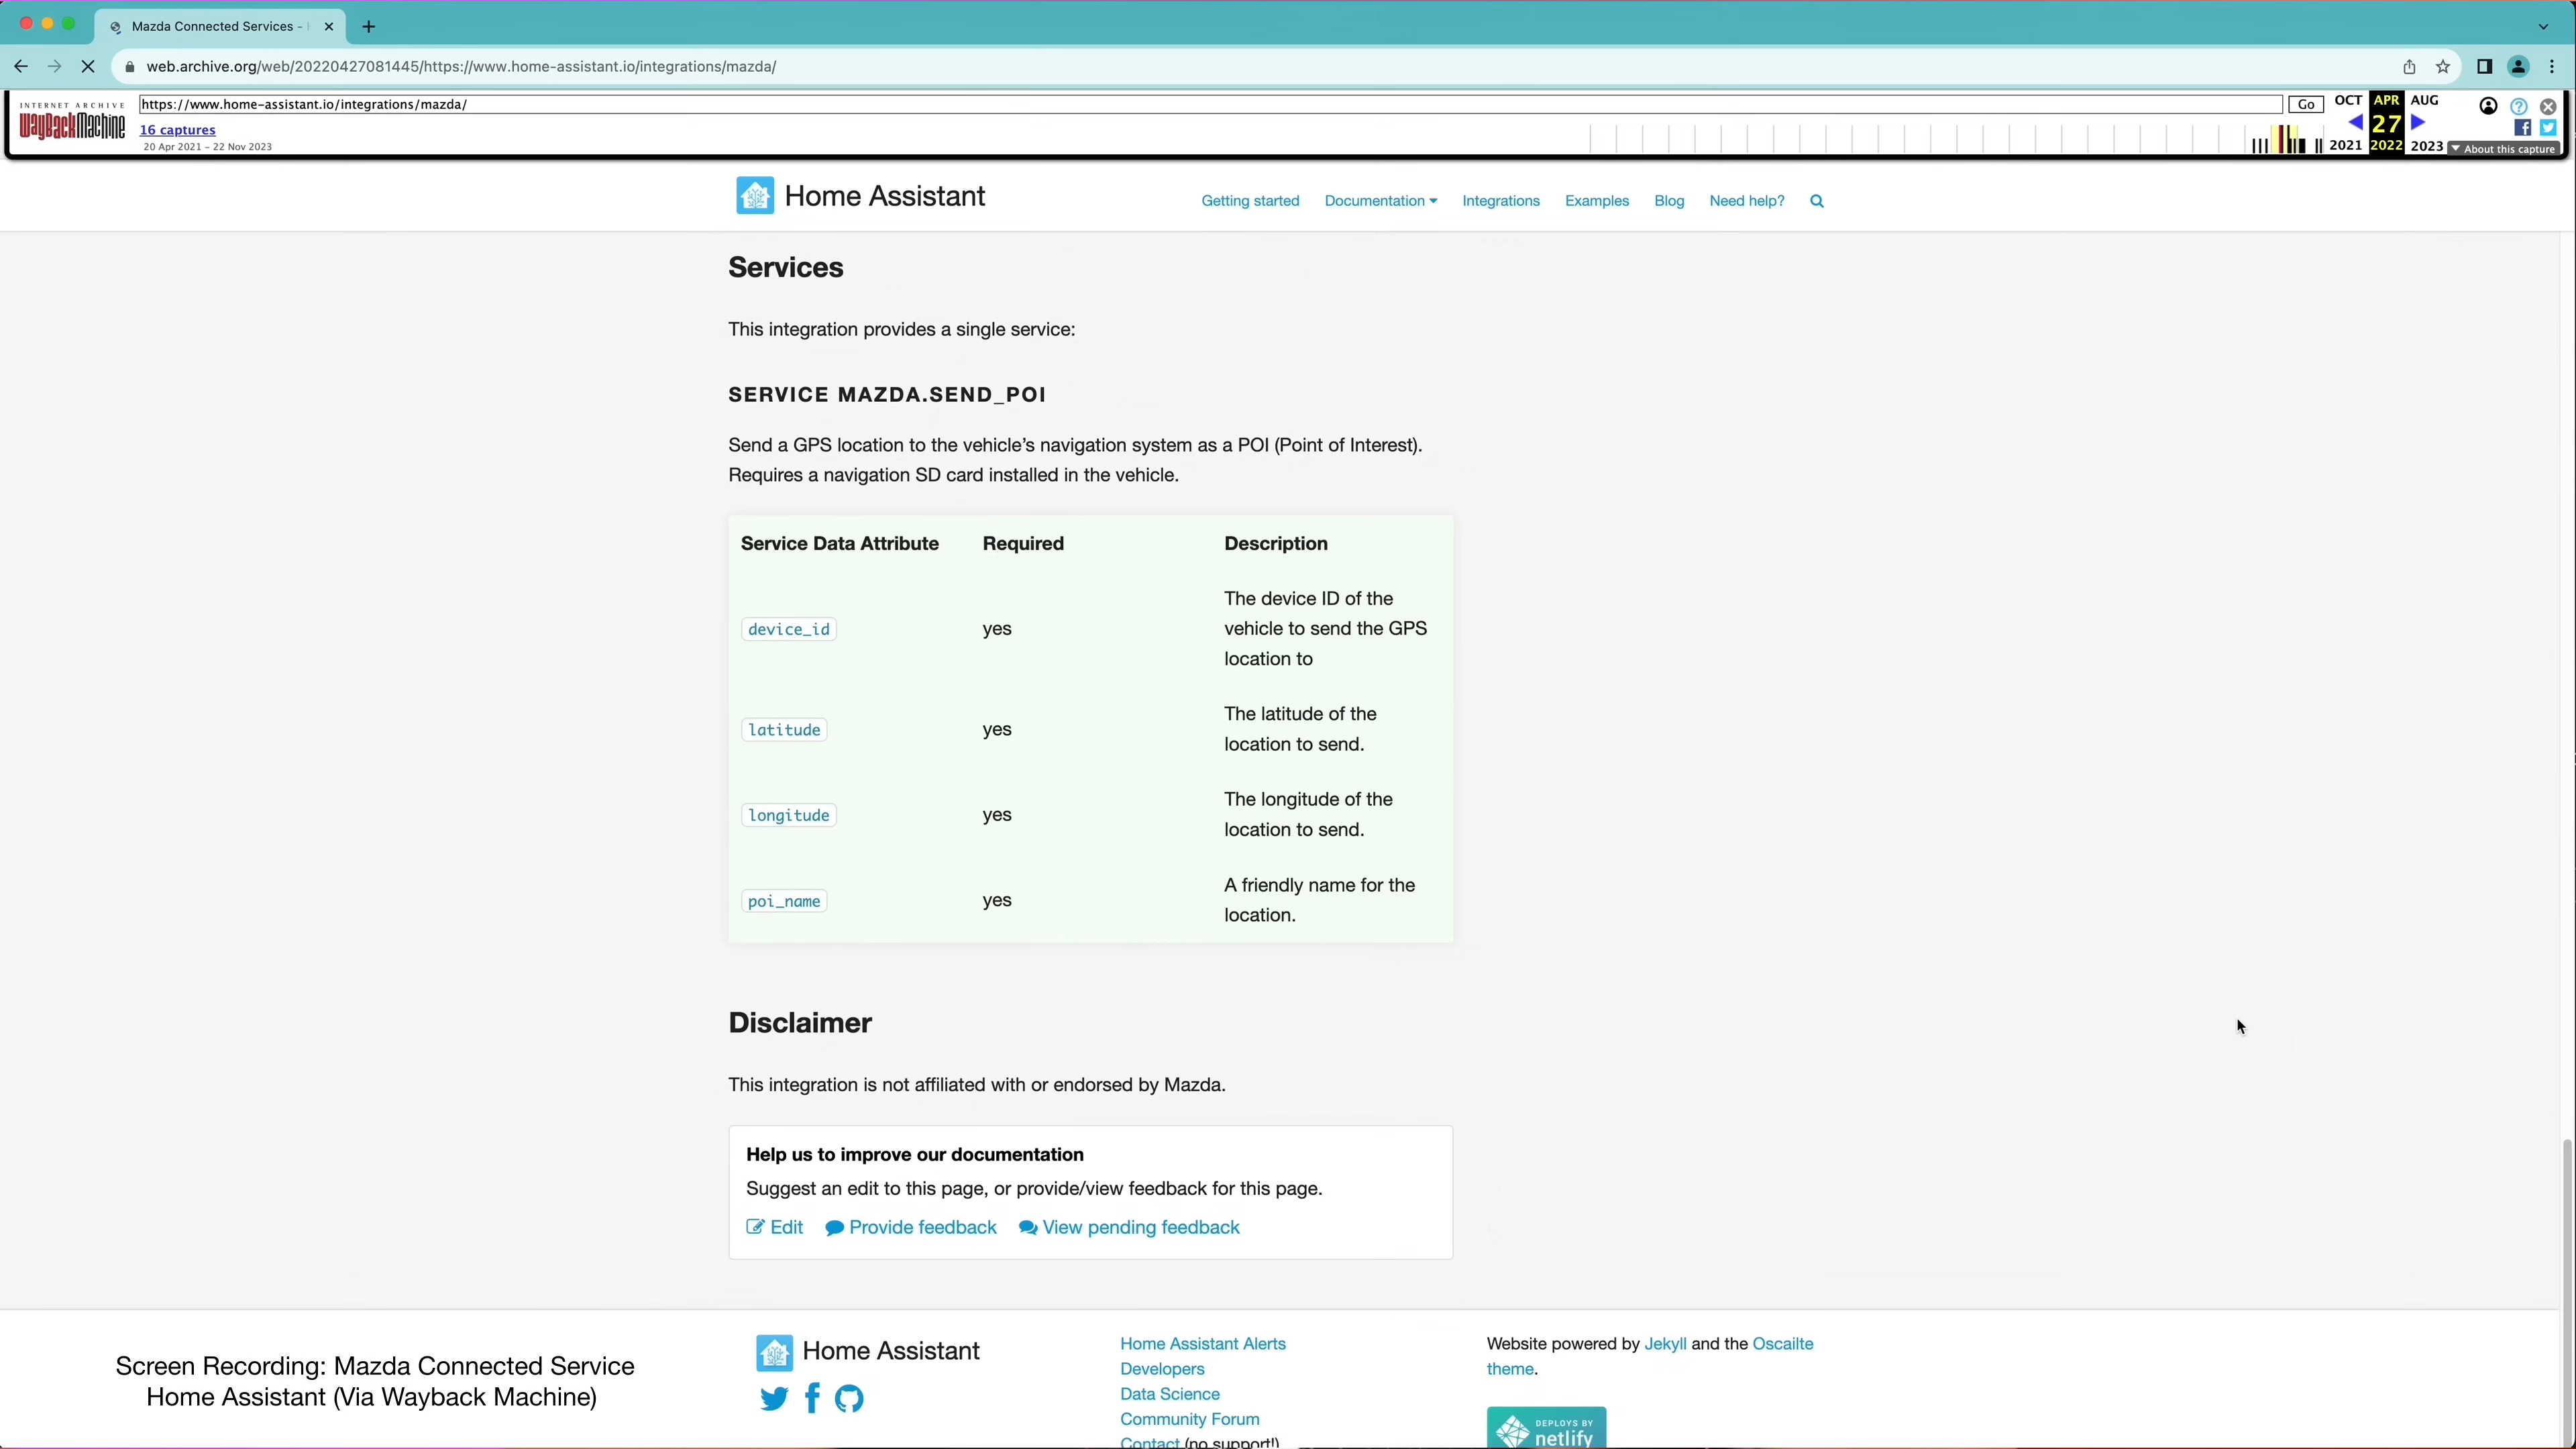 Mazda Connected Services -
web.archive.org/web/20220427081445/https://www.home-assistant.io/integrations/mazda/
INTERNET ARCHIVE
WayBackMachine
https://www.home-assistant.io/integrations/mazda/
Go
16 captures
20 Apr 2021 – 22 Nov 2023
OCT APR AUG
27
2021 2022 2023
About this capture
Home Assistant
Getting started Documentation Integrations Examples Blog Need help?
Services
This integration provides a single service:
SERVICE MAZDA.SEND_POI
Send a GPS location to the vehicle’s navigation system as a POI (Point of Interest).
Requires a navigation SD card installed in the vehicle.
Service Data Attribute Required Description
device_id yes The device ID of the
vehicle to send the GPS
location to
latitude yes The latitude of the
location to send.
longitude yes The longitude of the
location to send.
poi_name yes A friendly name for the
location.
Disclaimer
This integration is not affiliated with or endorsed by Mazda.
Help us to improve our documentation
Suggest an edit to this page, or provide/view feedback for this page.
Edit Provide feedback View pending feedback
Screen Recording: Mazda Connected Service
Home Assistant (Via Wayback Machine)
Home Assistant
Home Assistant Alerts
Developers
Data Science
Community Forum
Contact (no support!)
Website powered by Jekyll and the Oscailte
theme.
DEPLOYS BY
netlify